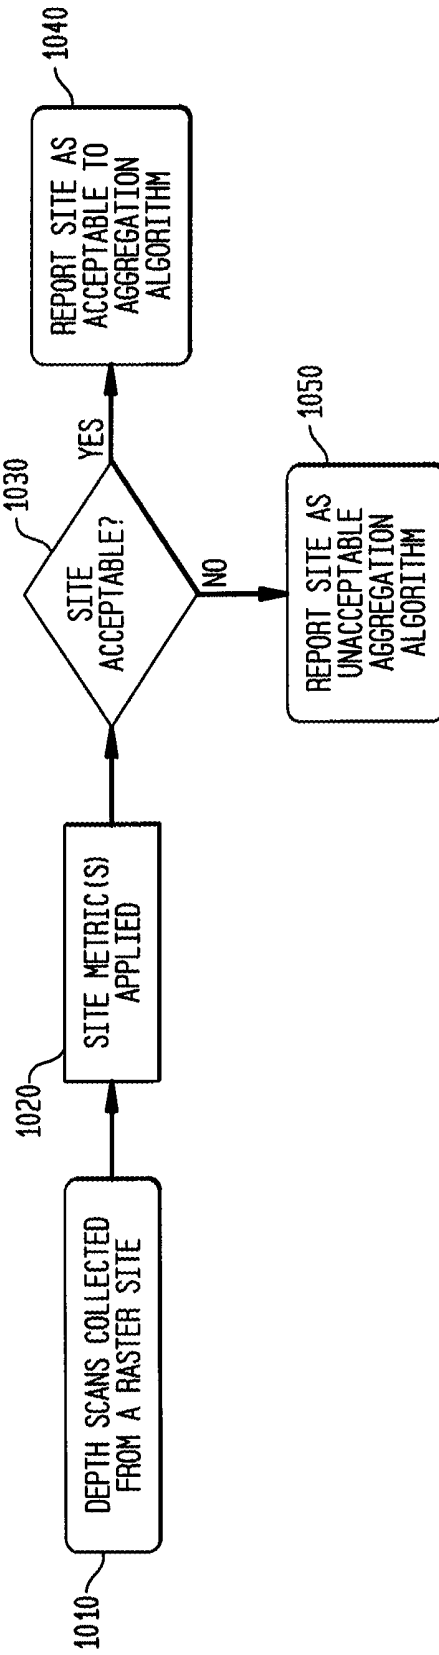 1010
DEPTH SCANS COLLECTED
FROM A RASTER SITE
1020
SITE METRIC(S)
APPLIED
1030
SITE
ACCEPTABLE?
YES
1040
REPORT SITE AS
ACCEPTABLE TO
AGGREGATION
ALGORITHM
NO
1050
REPORT SITE AS
UNACCEPTABLE
AGGREGATION
ALGORITHM